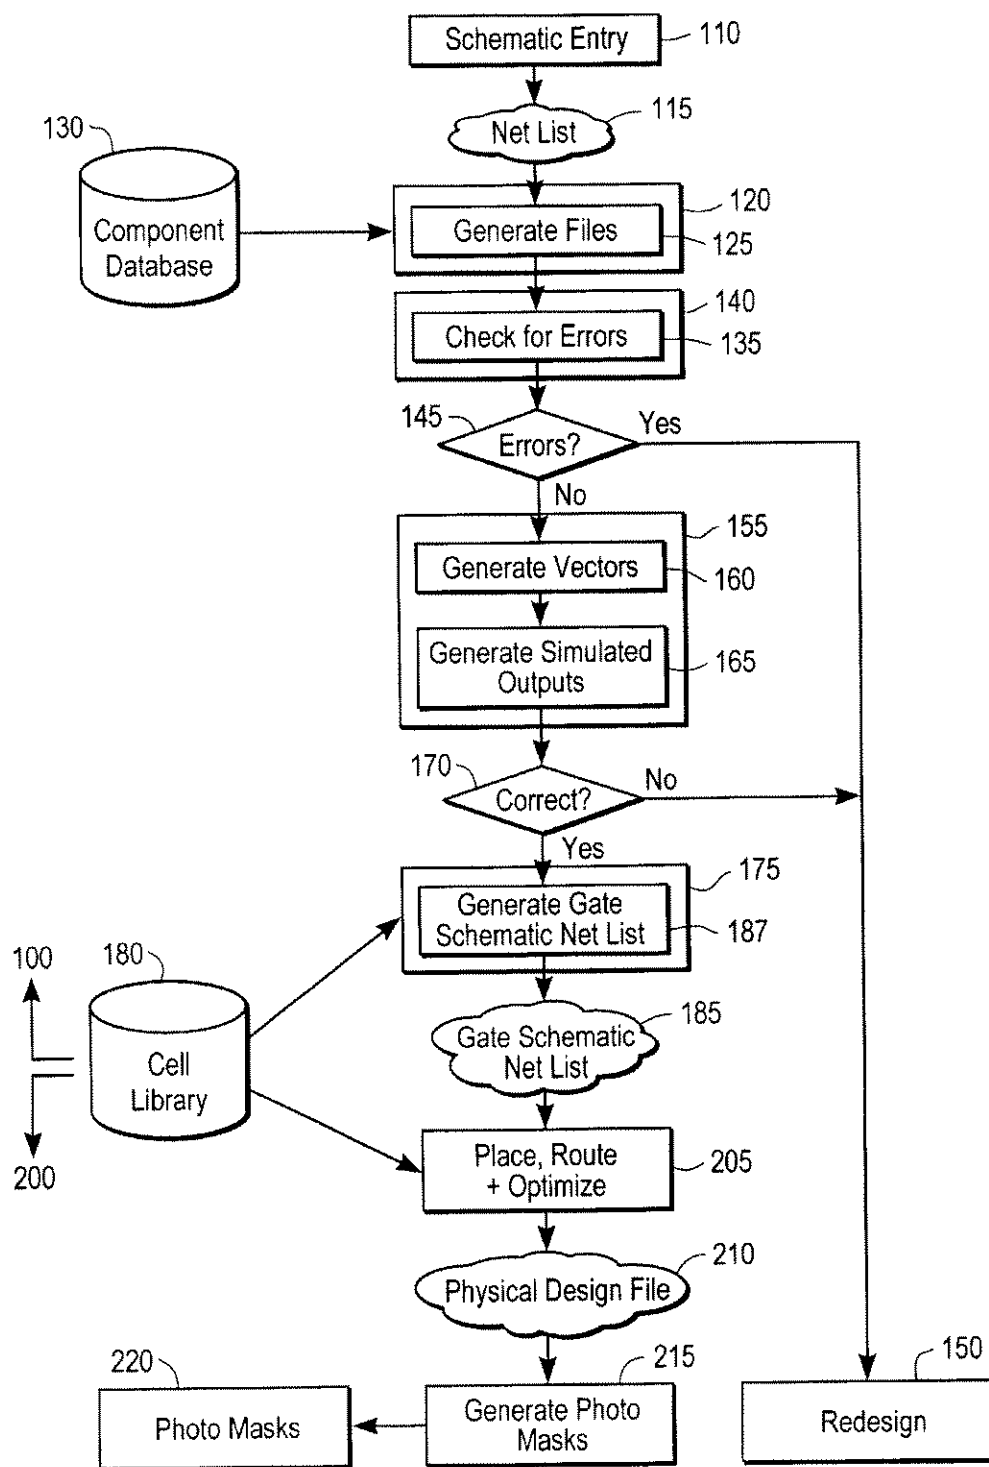 Schematic Entry
110
Net List
115
130
Component
Database
120
Generate Files
125
140
Check for Errors
135
145
Errors?
Yes
No
155
Generate Vectors
160
Generate Simulated
Outputs
165
170
Correct?
No
Yes
175
Generate Gate
Schematic Net List
187
100
180
Cell
Library
200
185
Gate Schematic
Net List
Place, Route
+ Optimize
205
210
Physical Design File
220
Photo Masks
215
Generate Photo
Masks
150
Redesign